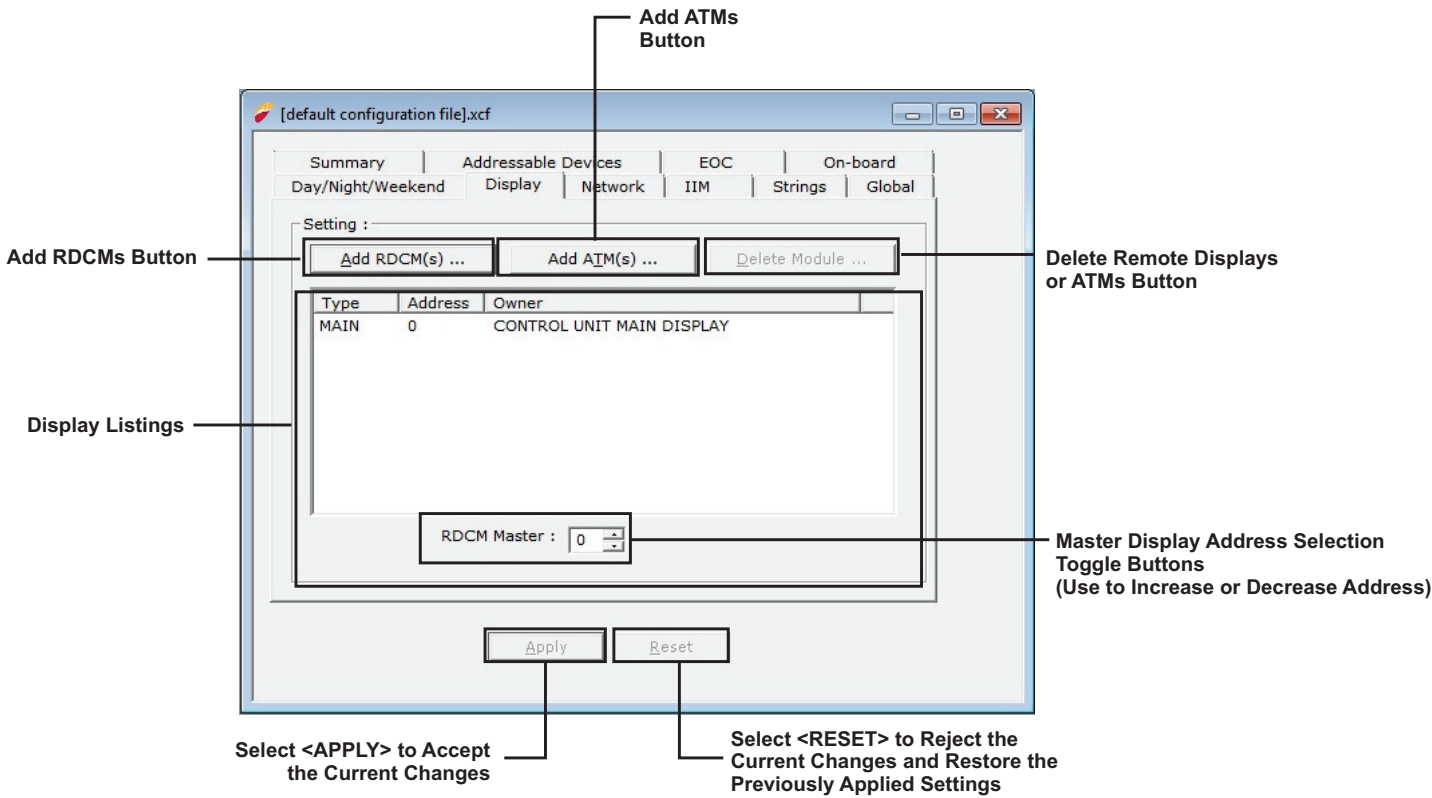 Add ATMs
Button
[default configuration file].xcf
Summary Addressable Devices EOC On-board
Day/Night/Weekend Display Network IIM Strings Global
Setting :
Add RDCMs Button
Add RDCM(s) ... Add ATM(s) ... Delete Module ...
Delete Remote Displays
or ATMs Button
Type Address Owner
MAIN 0 CONTROL UNIT MAIN DISPLAY
Display Listings
RDCM Master : 0
Master Display Address Selection
Toggle Buttons
(Use to Increase or Decrease Address)
Apply Reset
Select <APPLY> to Accept
the Current Changes
Select <RESET> to Reject the
Current Changes and Restore the
Previously Applied Settings